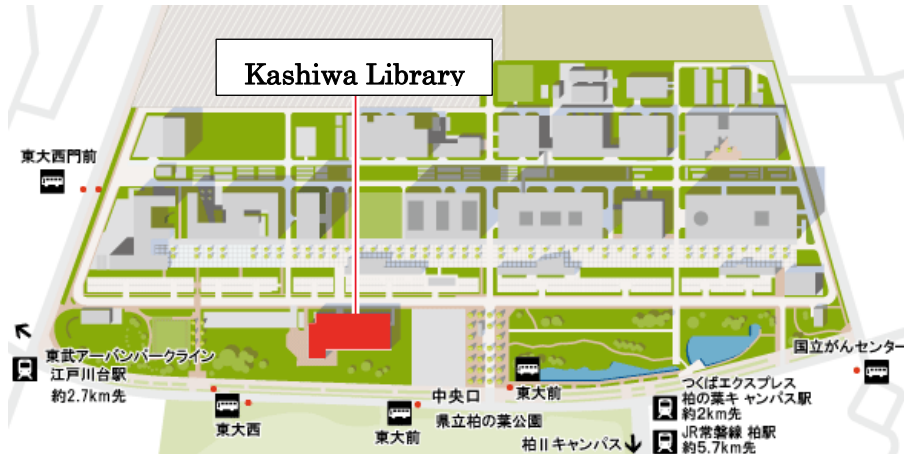 Kashiwa Library
東大西門前
東武アーバンパークライン
江戸川台駅
約2.7km先
東大西
東大前
中央口
県立柏の葉公園
東大前
柏IIキャンパス
つくばエクスプレス
柏の葉キャンパス駅
約2km先
JR常磐線 柏駅
約5.7km先
国立がんセンター